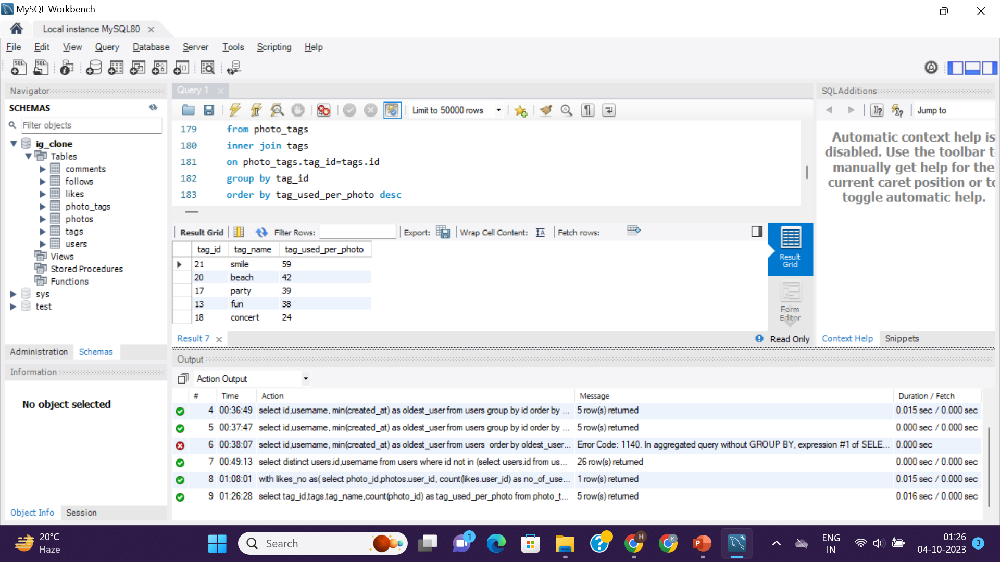 MySQL Workbench
Local instance MySQL80
File Edit View Query Database Server Tools Scripting Help
Navigator
SCHEMAS
Filter objects
ig_clone
Tables
comments
follows
likes
photo_tags
photos
tags
users
Views
Stored Procedures
Functions
sys
test
Administration Schemas
Information
No object selected
Object Info Session
Query 1
Limit to 50000 rows
179 from photo_tags
180 inner join tags
181 on photo_tags.tag_id=tags.id
182 group by tag_id
183 order by tag_used_per_photo desc
Result Grid Filter Rows: Export: Wrap Cell Content: Fetch rows:
tag_id tag_name tag_used_per_photo
21 smile 59
20 beach 42
17 party 39
13 fun 38
18 concert 24
Result Grid
Form Editor
Result 7
Read Only
SQLAdditions
Jump to
Automatic context help is
disabled. Use the toolbar t
manually get help for the
current caret position or to
toggle automatic help.
Context Help Snippets
Output
Action Output
# Time Action Message Duration / Fetch
4 00:36:49 select id,username, min(created_at) as oldest_user from users group by id order by ... 5 row(s) returned 0.015 sec / 0.000 sec
5 00:37:47 select id,username, min(created_at) as oldest_user from users group by id order by ... 5 row(s) returned 0.000 sec / 0.000 sec
6 00:38:07 select id,username, min(created_at) as oldest_user from users order by oldest_user... Error Code: 1140. In aggregated query without GROUP BY, expression #1 of SELE... 0.000 sec
7 00:49:13 select distinct users.id,username from users where id not in (select users.id from us... 26 row(s) returned 0.000 sec / 0.000 sec
8 01:08:01 with likes_no as( select photo_id,photos.user_id, count(likes.user_id) as no_of_use... 1 row(s) returned 0.015 sec / 0.000 sec
9 01:26:28 select tag_id,tags.tag_name,count(photo_id) as tag_used_per_photo from photo_t... 5 row(s) returned 0.016 sec / 0.000 sec
20°C
Haze
Search
1
H
K
ENG
IN
01:26
04-10-2023
3